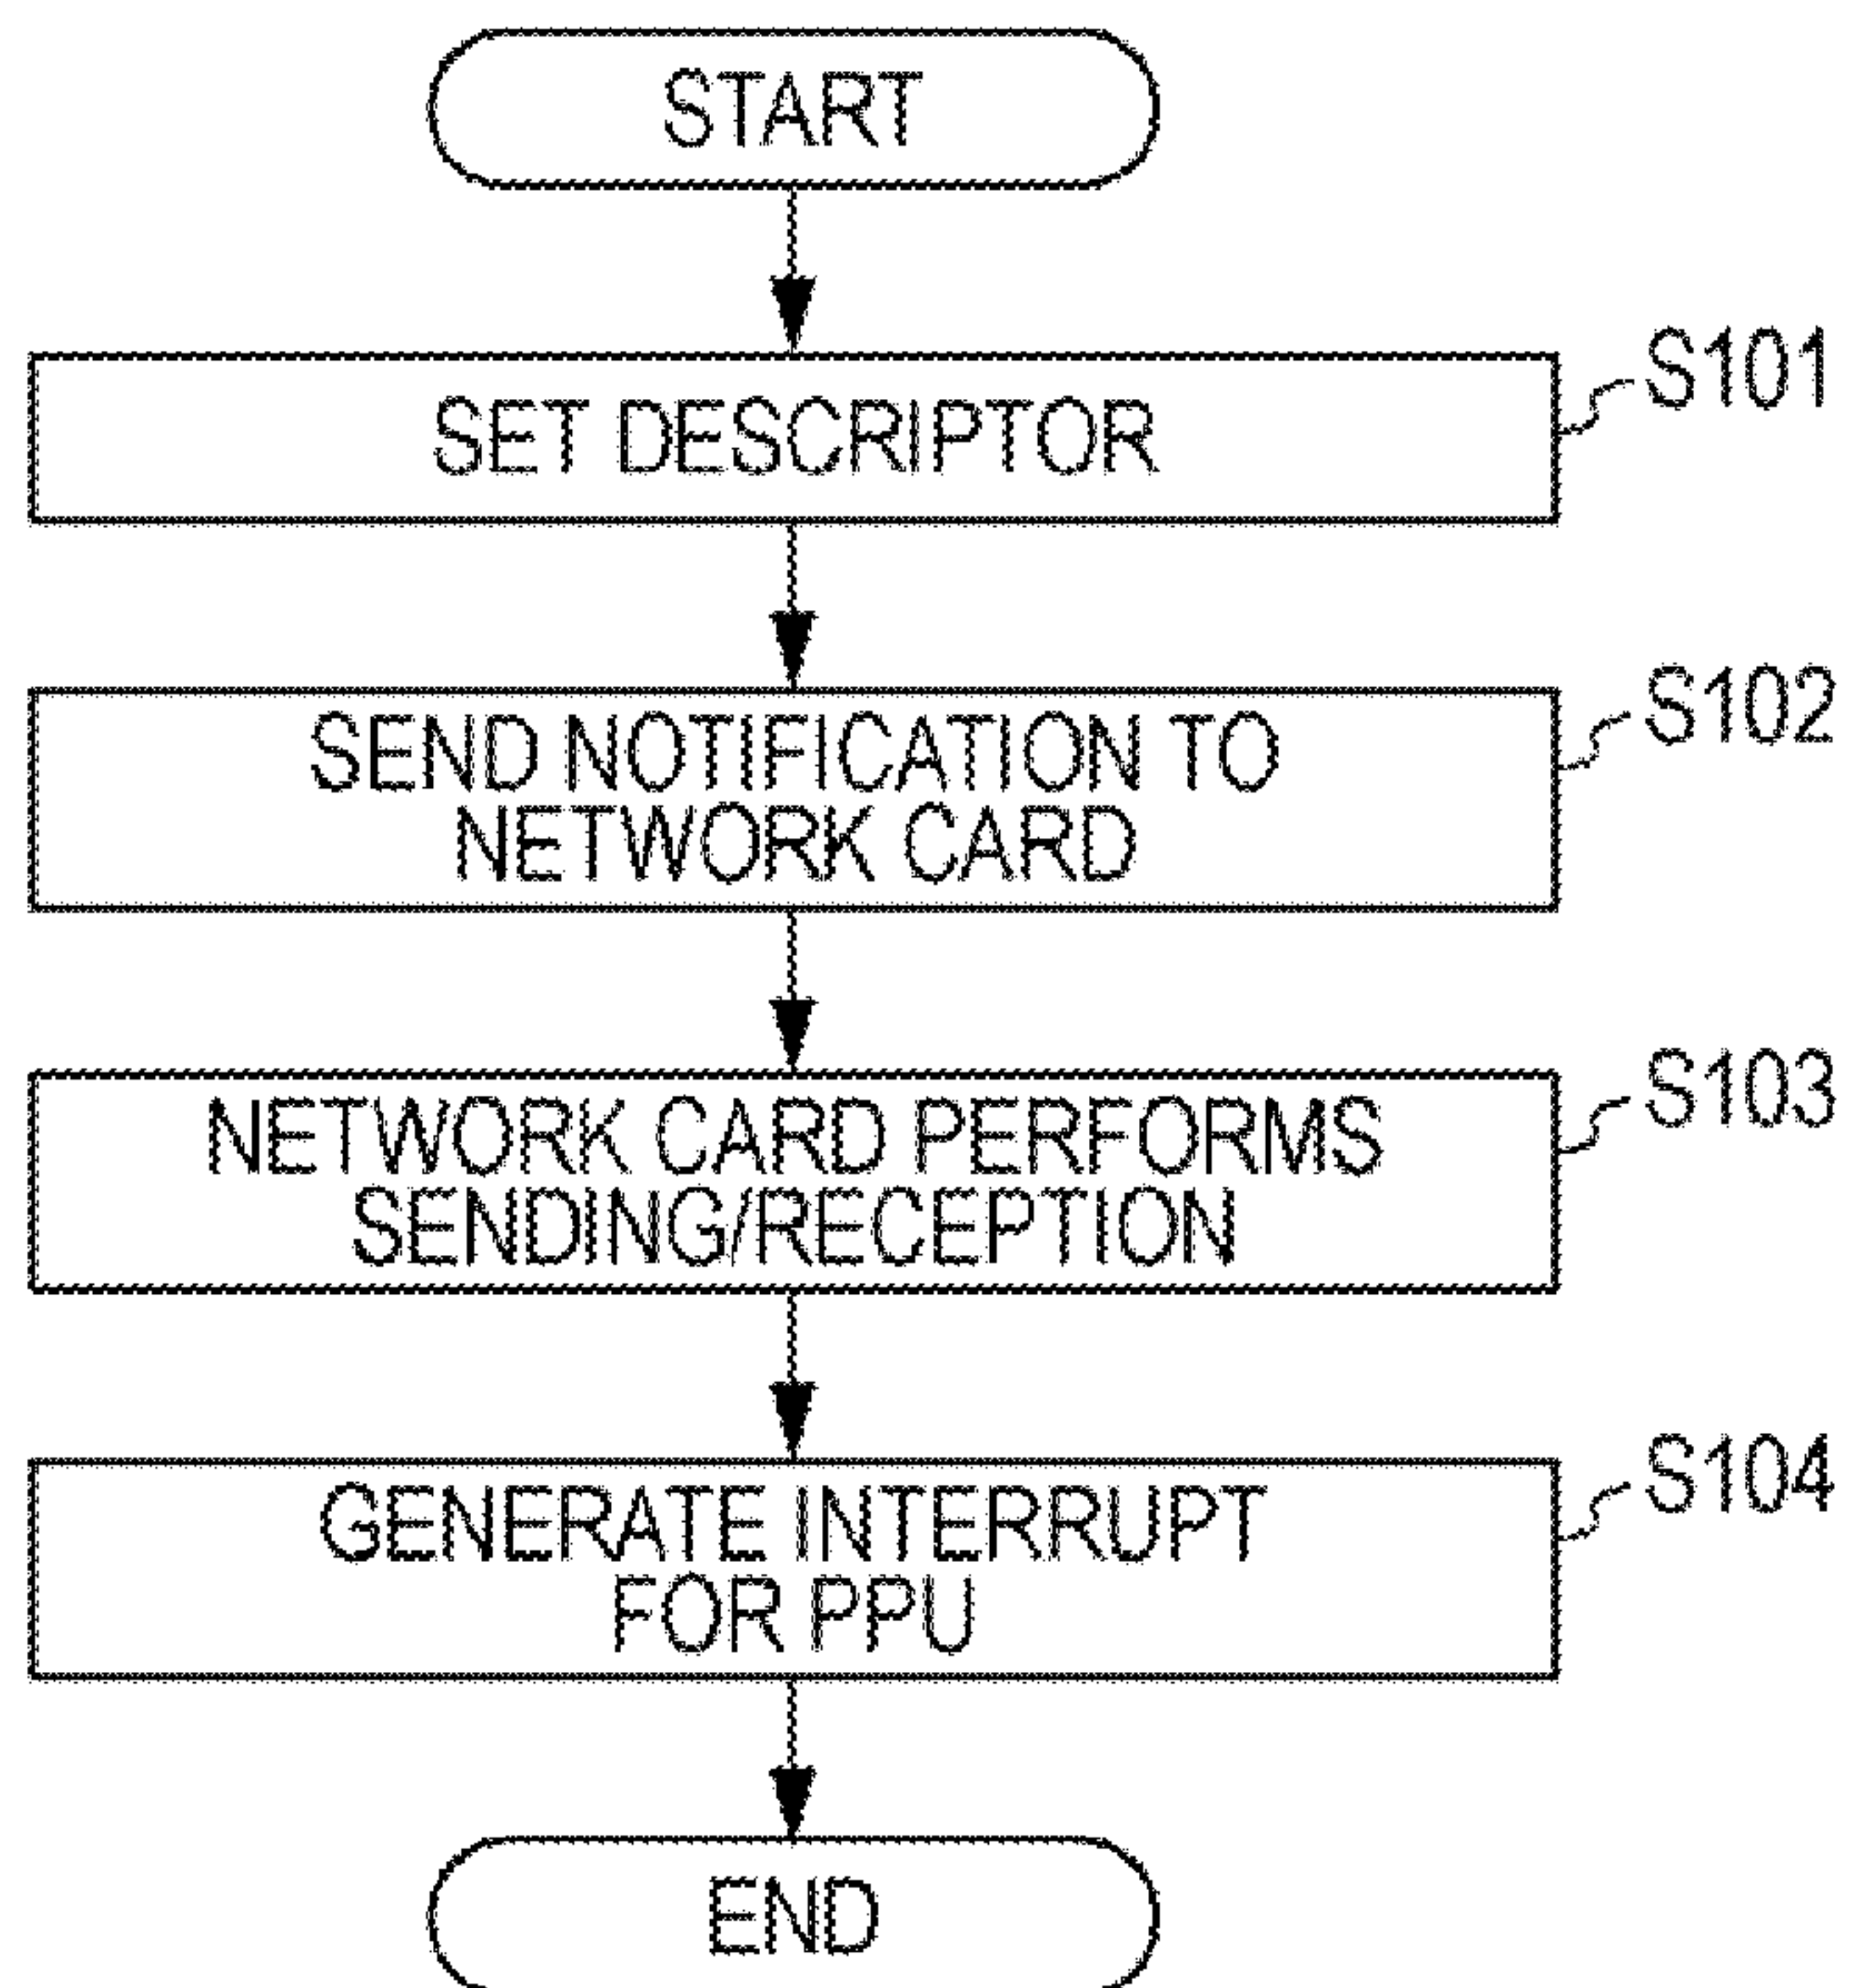 START
SET DESCRIPTOR
S101
SEND NOTIFICATION TO
NETWORK CARD
S102
NETWORK CARD PERFORMS
SENDING/RECEPTION
S103
GENERATE INTERRUPT
FOR PPU
S104
END